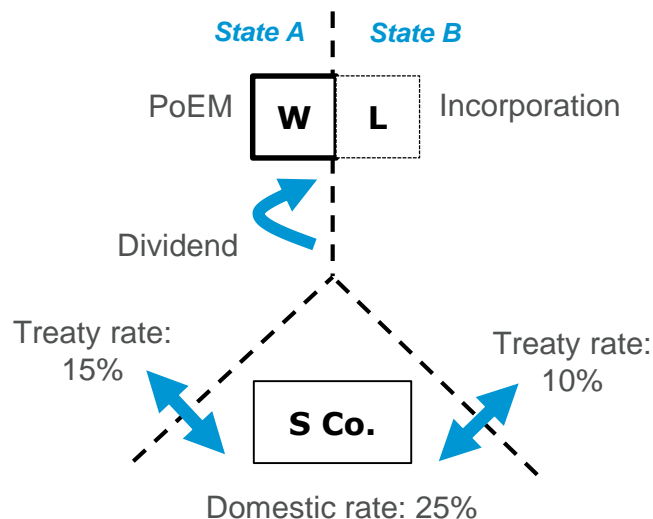 State A
State B
PoEM
W
L
Incorporation
Dividend
Treaty rate:
15%
Treaty rate:
10%
S Co.
Domestic rate: 25%